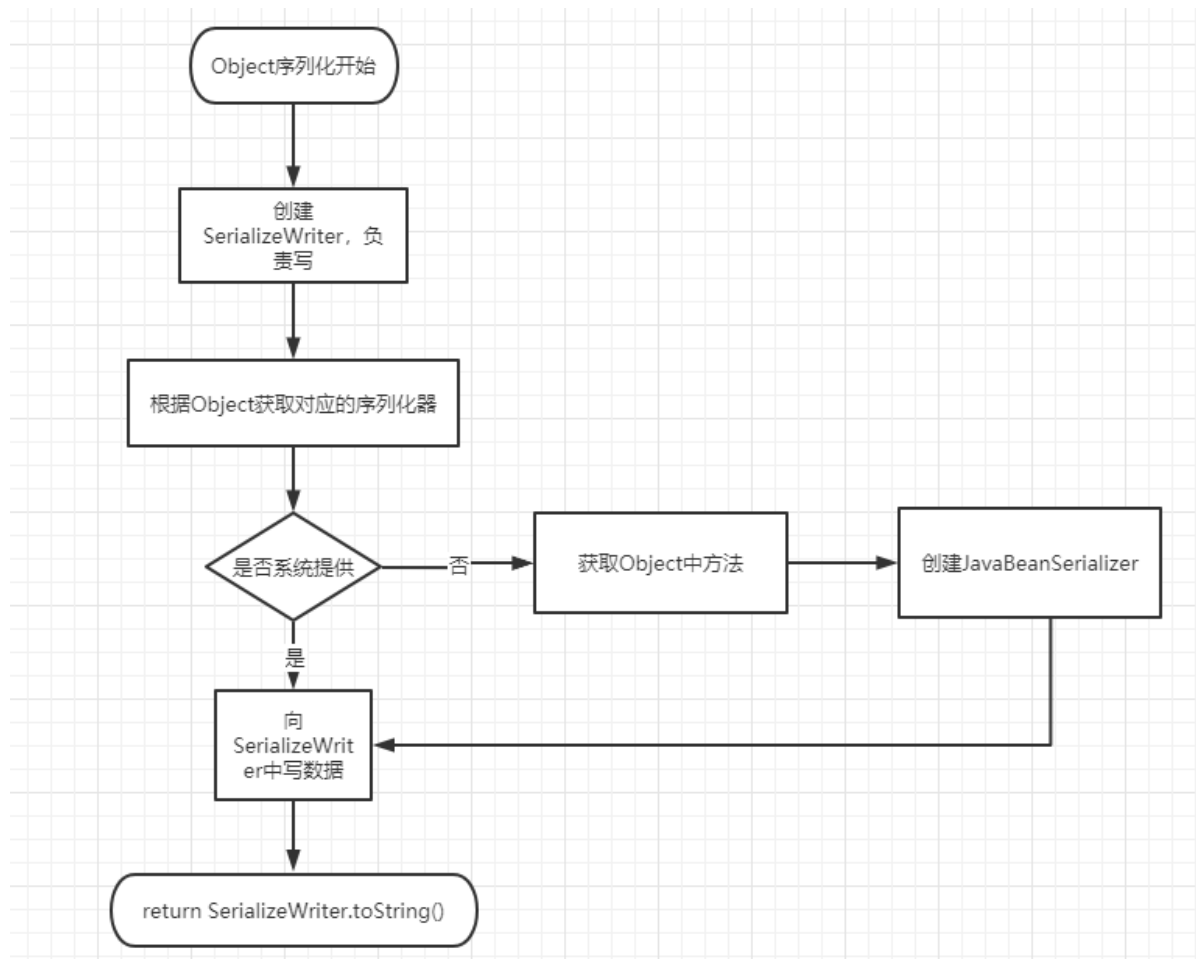 Object序列化开始
创建
SerializeWriter，负
责写
根据Object获取对应的序列化器
是否系统提供
否
获取Object中方法
创建JavaBeanSerializer
是
向
SerializeWrit
er中写数据
return SerializeWriter.toString()